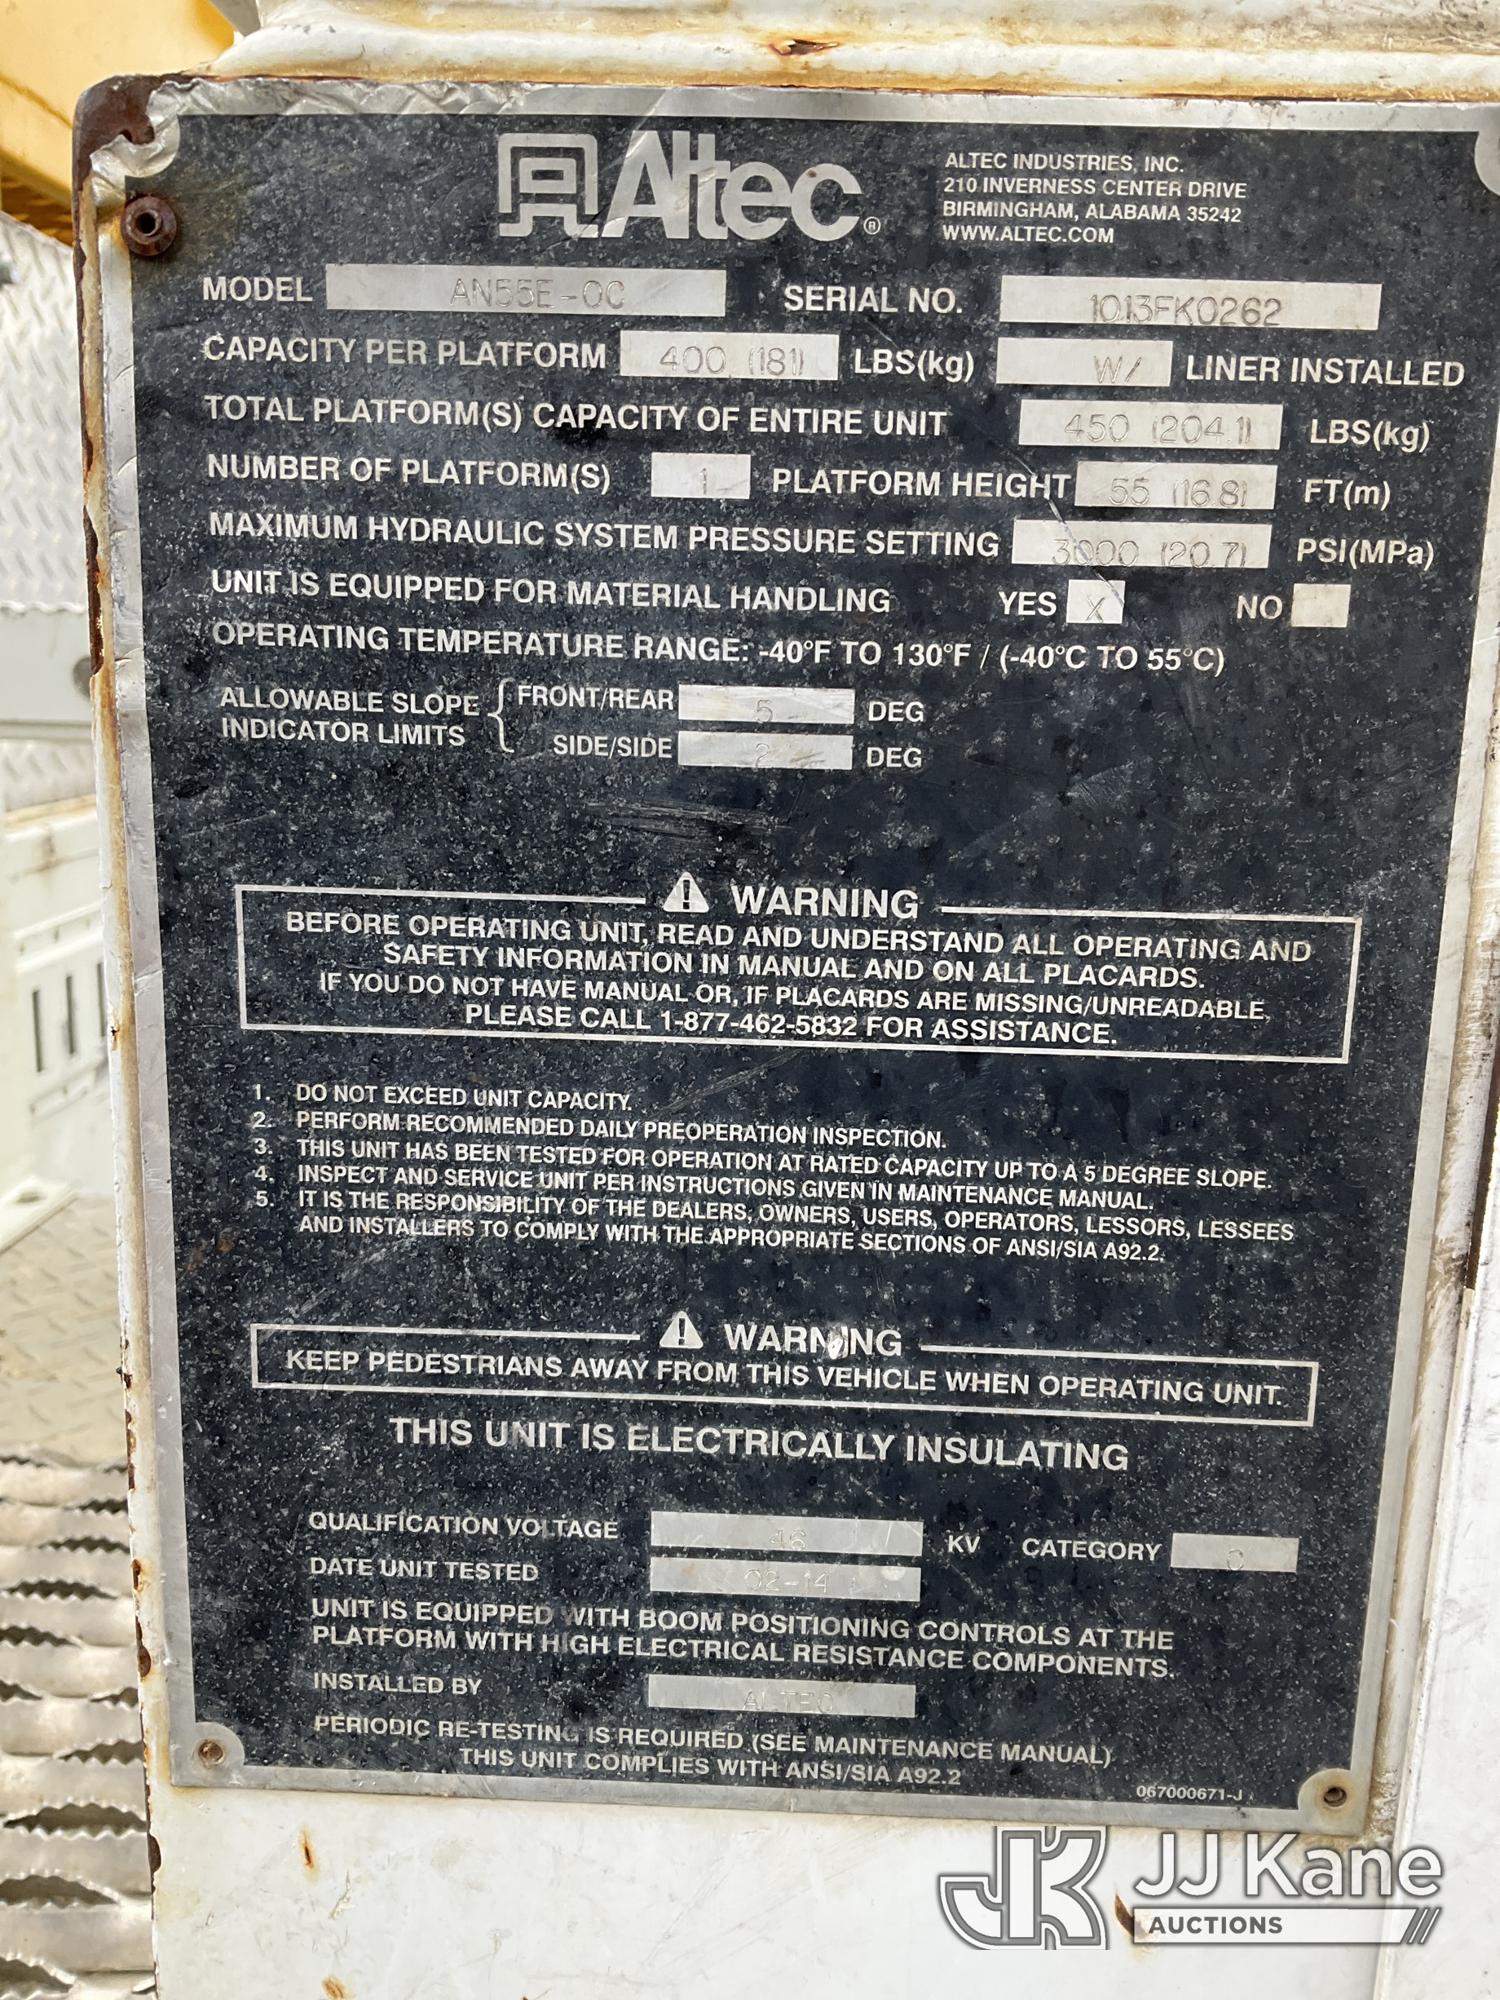 Altec®
ALTEC INDUSTRIES, INC.
210 INVERNESS CENTER DRIVE
BIRMINGHAM, ALABAMA 35242
WWW.ALTEC.COM
MODEL AN55E-OC SERIAL NO. 1013FK0262
CAPACITY PER PLATFORM 400 (181) LBS(kg) W/ LINER INSTALLED
TOTAL PLATFORM(S) CAPACITY OF ENTIRE UNIT 450 (204.1) LBS(kg)
NUMBER OF PLATFORM(S) 1 PLATFORM HEIGHT 55 (16.8) FT(m)
MAXIMUM HYDRAULIC SYSTEM PRESSURE SETTING 3000 (20.7) PSI(MPa)
UNIT IS EQUIPPED FOR MATERIAL HANDLING YES X NO
OPERATING TEMPERATURE RANGE: -40°F TO 130°F / (-40°C TO 55°C)
ALLOWABLE SLOPE INDICATOR LIMITS
FRONT/REAR 5 DEG
SIDE/SIDE 2 DEG
WARNING
BEFORE OPERATING UNIT, READ AND UNDERSTAND ALL OPERATING AND
SAFETY INFORMATION IN MANUAL AND ON ALL PLACARDS.
IF YOU DO NOT HAVE MANUAL OR, IF PLACARDS ARE MISSING/UNREADABLE,
PLEASE CALL 1-877-462-5832 FOR ASSISTANCE.
1. DO NOT EXCEED UNIT CAPACITY.
2. PERFORM RECOMMENDED DAILY PREOPERATION INSPECTION.
3. THIS UNIT HAS BEEN TESTED FOR OPERATION AT RATED CAPACITY UP TO A 5 DEGREE SLOPE.
4. INSPECT AND SERVICE UNIT PER INSTRUCTIONS GIVEN IN MAINTENANCE MANUAL.
5. IT IS THE RESPONSIBILITY OF THE DEALERS, OWNERS, USERS, OPERATORS, LESSORS, LESSEES
AND INSTALLERS TO COMPLY WITH THE APPROPRIATE SECTIONS OF ANSI/SIA A92.2.
WARNING
KEEP PEDESTRIANS AWAY FROM THIS VEHICLE WHEN OPERATING UNIT.
THIS UNIT IS ELECTRICALLY INSULATING
QUALIFICATION VOLTAGE 46 KV CATEGORY
DATE UNIT TESTED 02-14
UNIT IS EQUIPPED WITH BOOM POSITIONING CONTROLS AT THE
PLATFORM WITH HIGH ELECTRICAL RESISTANCE COMPONENTS.
INSTALLED BY ALTEC
PERIODIC RE-TESTING IS REQUIRED (SEE MAINTENANCE MANUAL)
THIS UNIT COMPLIES WITH ANSI/SIA A92.2
067000671-J
JK JJ Kane
AUCTIONS